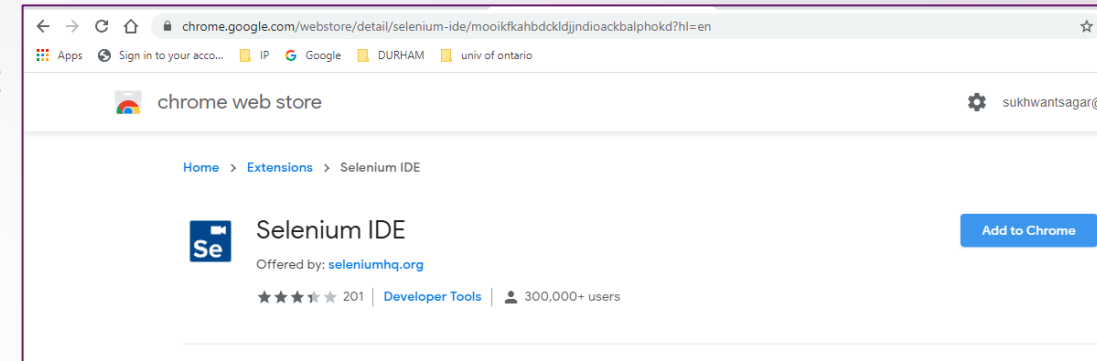 chrome.google.com/webstore/detail/selenium-ide/mooikfkahbdckldjjndioackbalphokd?hl=en
Apps Sign in to your acco... IP G Google DURHAM univ of ontario
chrome web store sukhwantsagar@
Home > Extensions > Selenium IDE
Se Selenium IDE Add to Chrome
Offered by: seleniumhq.org
201 | Developer Tools | 300,000+ users